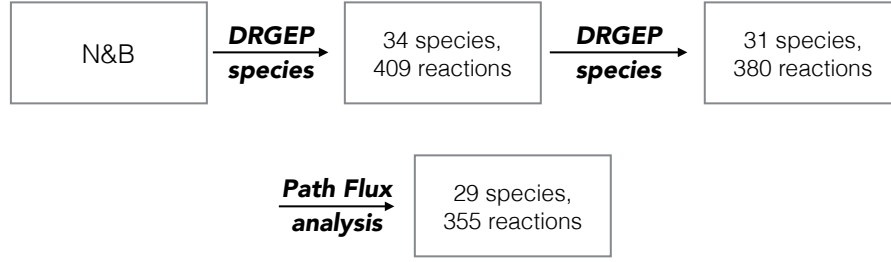 N&B
DRGEP
species
34 species,
409 reactions
DRGEP
species
31 species,
380 reactions
Path Flux
analysis
29 species,
355 reactions